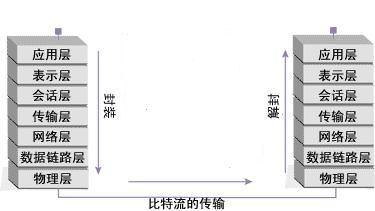 应用层
表示层
会话层
传输层
网络层
数据链路层
物理层
封装
解封
应用层
表示层
会话层
传输层
网络层
数据链路层
物理层
比特流的传输